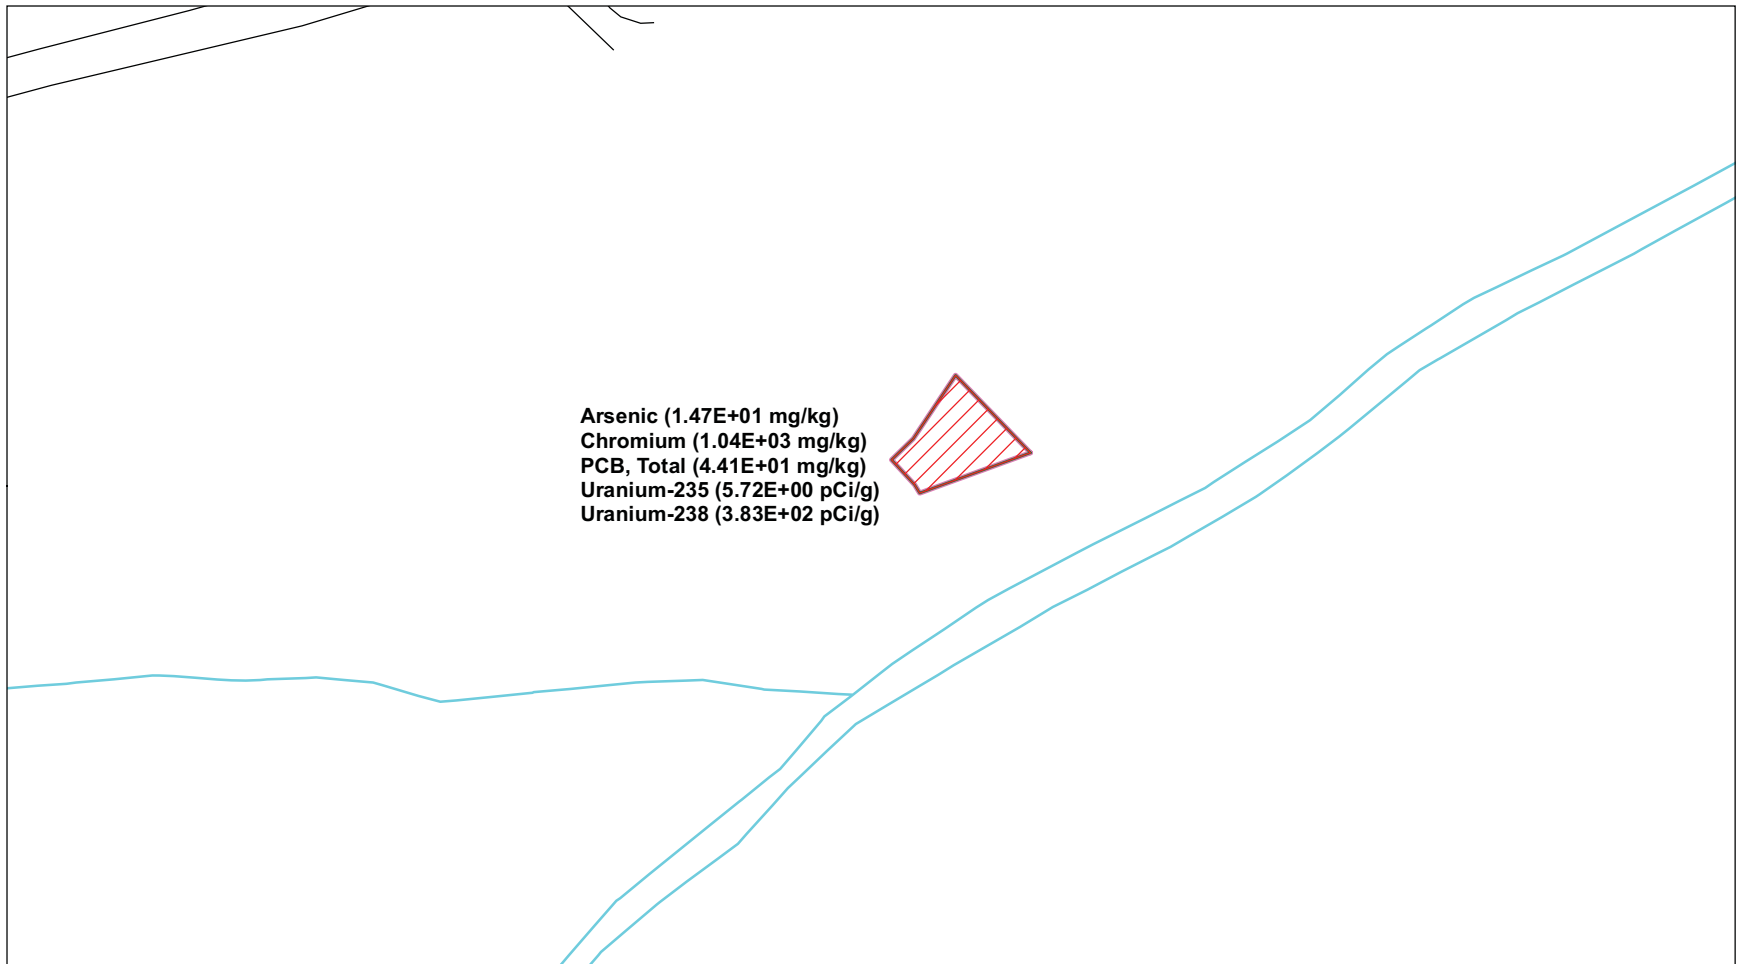 Arsenic (1.47E+01 mg/kg)
Chromium (1.04E+03 mg/kg)
PCB, Total (4.41E+01 mg/kg)
Uranium-235 (5.72E+00 pCi/g)
Uranium-238 (3.83E+02 pCi/g)